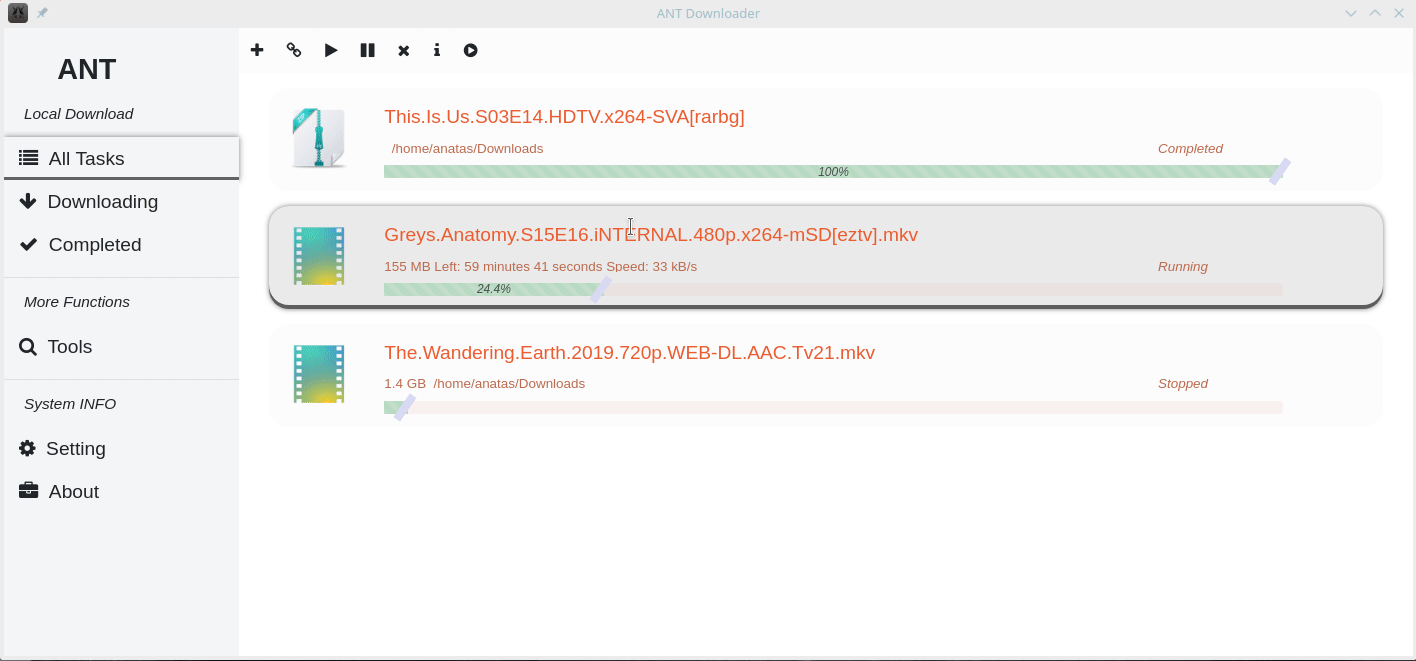 ANT Downloader
ANT
Local Download
All Tasks
Downloading
Completed
More Functions
Tools
System INFO
Setting
About
This.Is.Us.S03E14.HDTV.x264-SVA[rarbg]
/home/anatas/Downloads Completed
100%
Greys.Anatomy.S15E16.iNTERNAL.480p.x264-mSD[eztv].mkv
155 MB Left: 59 minutes 41 seconds Speed: 33 kB/s Running
24.4%
The.Wandering.Earth.2019.720p.WEB-DL.AAC.Tv21.mkv
1.4 GB /home/anatas/Downloads Stopped